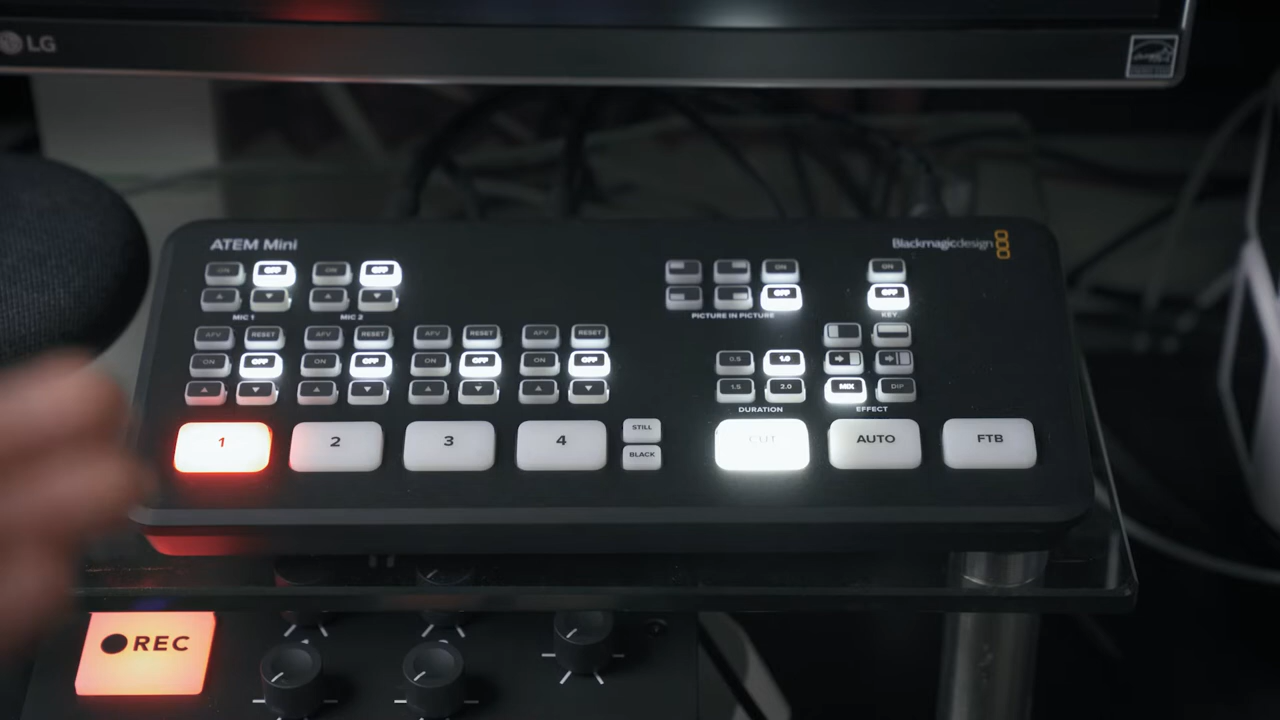 LG
ATEM Mini
Blackmagicdesign
ON OFF ON OFF ON ON
OFF OFF
MIC 1 MIC 2 PICTURE IN PICTURE KEY
AFV RESET AFV RESET AFV RESET AFV RESET
ON OFF ON OFF ON OFF ON OFF 0.5 1.0
1.5 2.0 MIX DIP
DURATION EFFECT
1 2 3 4 STILL CUT AUTO FTB
BLACK
REC